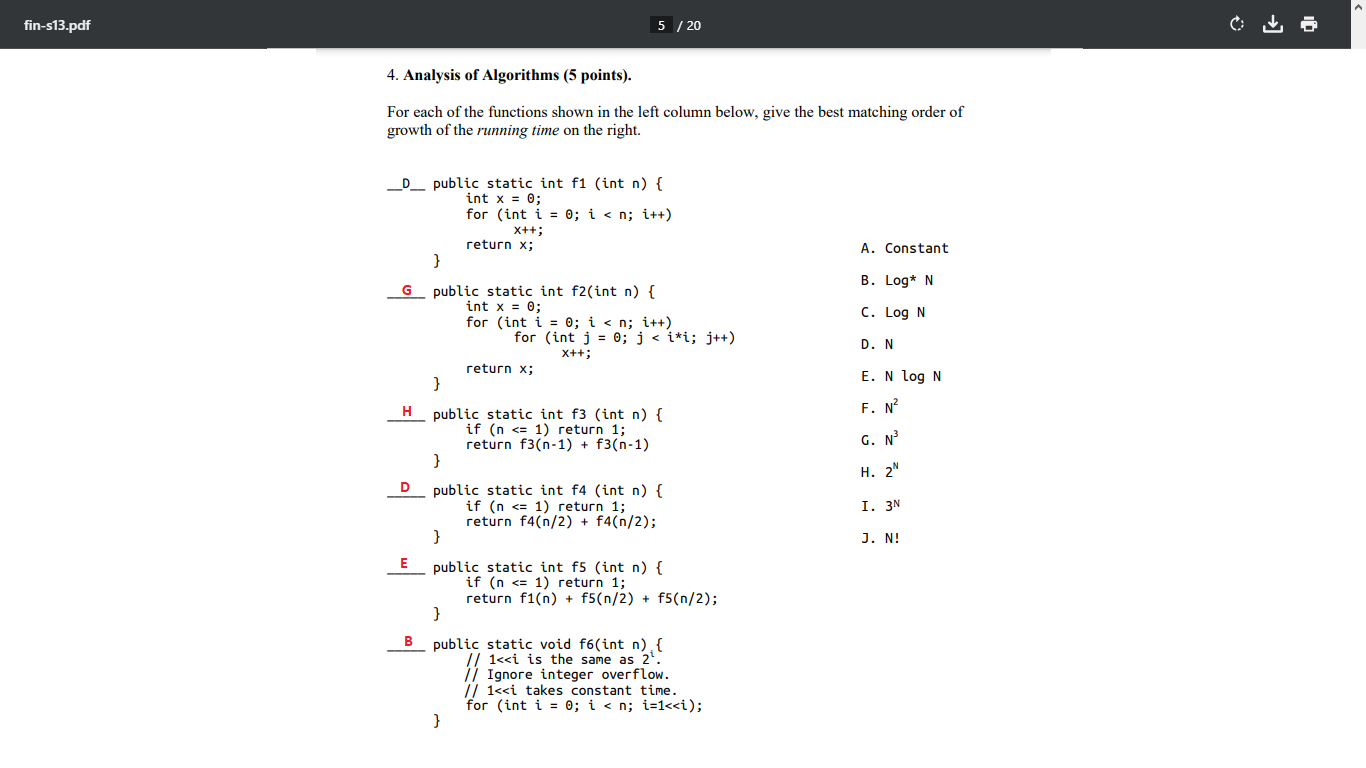 fin-s13.pdf
5 / 20
4. Analysis of Algorithms (5 points).
For each of the functions shown in the left column below, give the best matching order of
growth of the running time on the right.
__D__ public static int f1 (int n) {
int x = 0;
for (int i = 0; i < n; i++)
x++;
return x;
}
__G__ public static int f2(int n) {
int x = 0;
for (int i = 0; i < n; i++)
for (int j = 0; j < i*i; j++)
x++;
return x;
}
__H__ public static int f3 (int n) {
if (n <= 1) return 1;
return f3(n-1) + f3(n-1)
}
__D__ public static int f4 (int n) {
if (n <= 1) return 1;
return f4(n/2) + f4(n/2);
}
__E__ public static int f5 (int n) {
if (n <= 1) return 1;
return f1(n) + f5(n/2) + f5(n/2);
}
__B__ public static void f6(int n) {
// 1<<i is the same as 2ⁱ.
// Ignore integer overflow.
// 1<<i takes constant time.
for (int i = 0; i < n; i=1<<i);
}
A. Constant
B. Log* N
C. Log N
D. N
E. N log N
F. N²
G. N³
H. 2ᴺ
I. 3ᴺ
J. N!